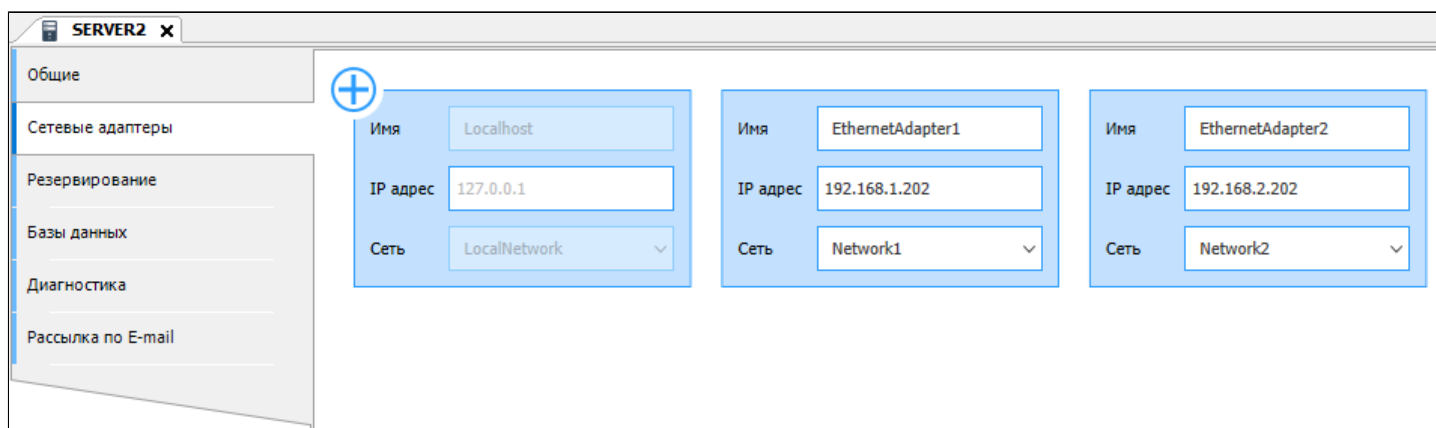 SERVER2
Общие
Сетевые адаптеры
Резервирование
Базы данных
Диагностика
Рассылка по E-mail
Имя Localhost
IP адрес 127.0.0.1
Сеть LocalNetwork
Имя EthernetAdapter1
IP адрес 192.168.1.202
Сеть Network1
Имя EthernetAdapter2
IP адрес 192.168.2.202
Сеть Network2